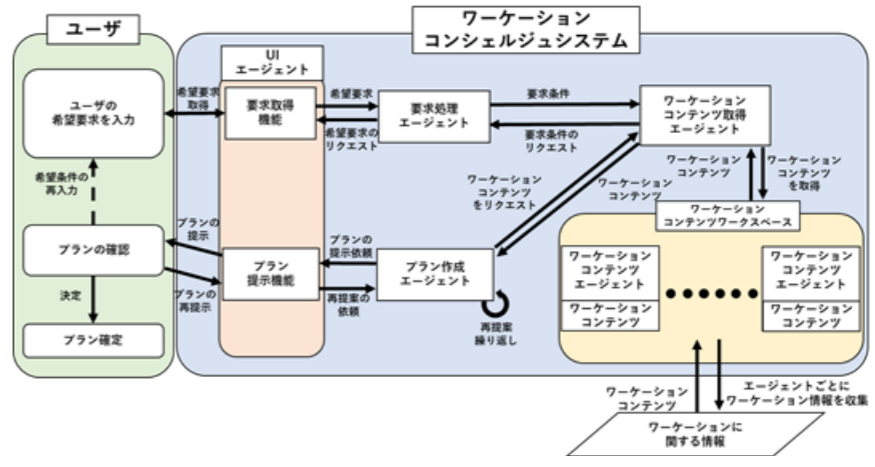 ユーザ
ワーケーション
コンシェルジュシステム
UI
エージェント
ユーザの
希望要求を入力
希望要求
取得
要求取得
機能
希望要求
希望要求の
リクエスト
要求処理
エージェント
要求条件
要求条件の
リクエスト
ワーケーション
コンテンツ取得
エージェント
希望条件の
再入力
ワーケーション
コンテンツ
をリクエスト
ワーケーション
コンテンツ
ワーケーション
コンテンツ
ワーケーション
コンテンツ
を取得
ワーケーション
コンテンツワークスペース
プランの確認
プランの
提示
プランの
再提示
プラン
提示機能
プランの
提示依頼
再提案の
依頼
プラン作成
エージェント
再提案
繰り返し
ワーケーション
コンテンツ
エージェント
ワーケーション
コンテンツ
ワーケーション
コンテンツ
エージェント
ワーケーション
コンテンツ
決定
プラン確定
ワーケーション
コンテンツ
エージェントごとに
ワーケーション情報を収集
ワーケーションに
関する情報